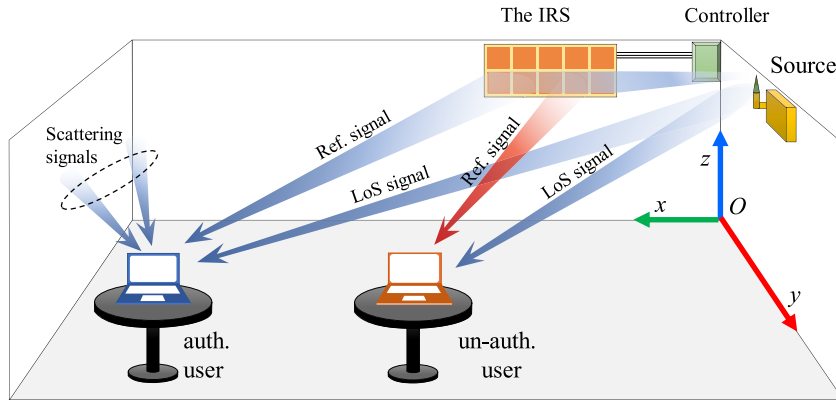 The IRS
Controller
Source
Scattering
signals
Ref. signal
Ref. signal
LoS signal
LoS signal
z
x
O
y
auth.
user
un-auth.
user